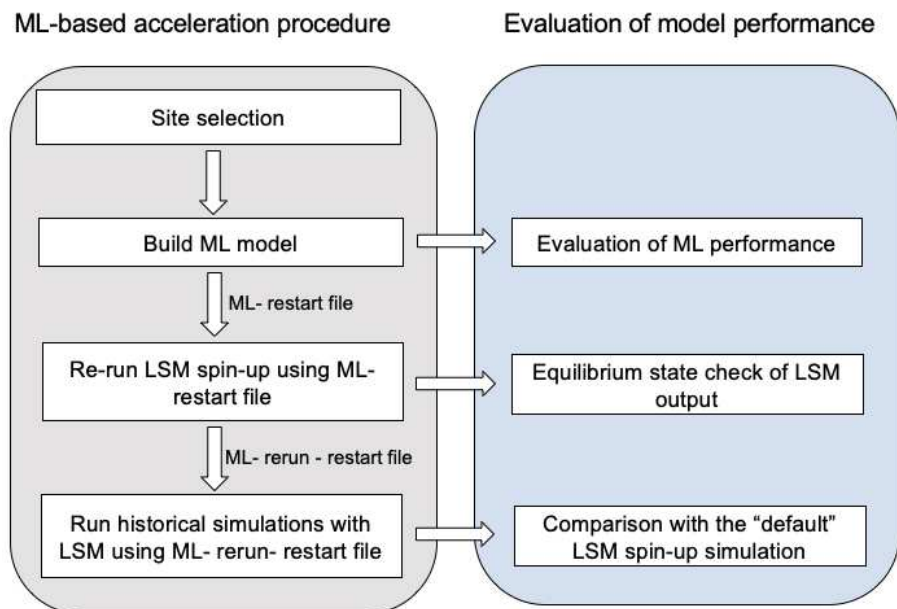 ML-based acceleration procedure
Evaluation of model performance
Site selection
Build ML model
Evaluation of ML performance
ML- restart file
Re-run LSM spin-up using ML-
restart file
Equilibrium state check of LSM
output
ML- rerun - restart file
Run historical simulations with
LSM using ML- rerun- restart file
Comparison with the “default”
LSM spin-up simulation